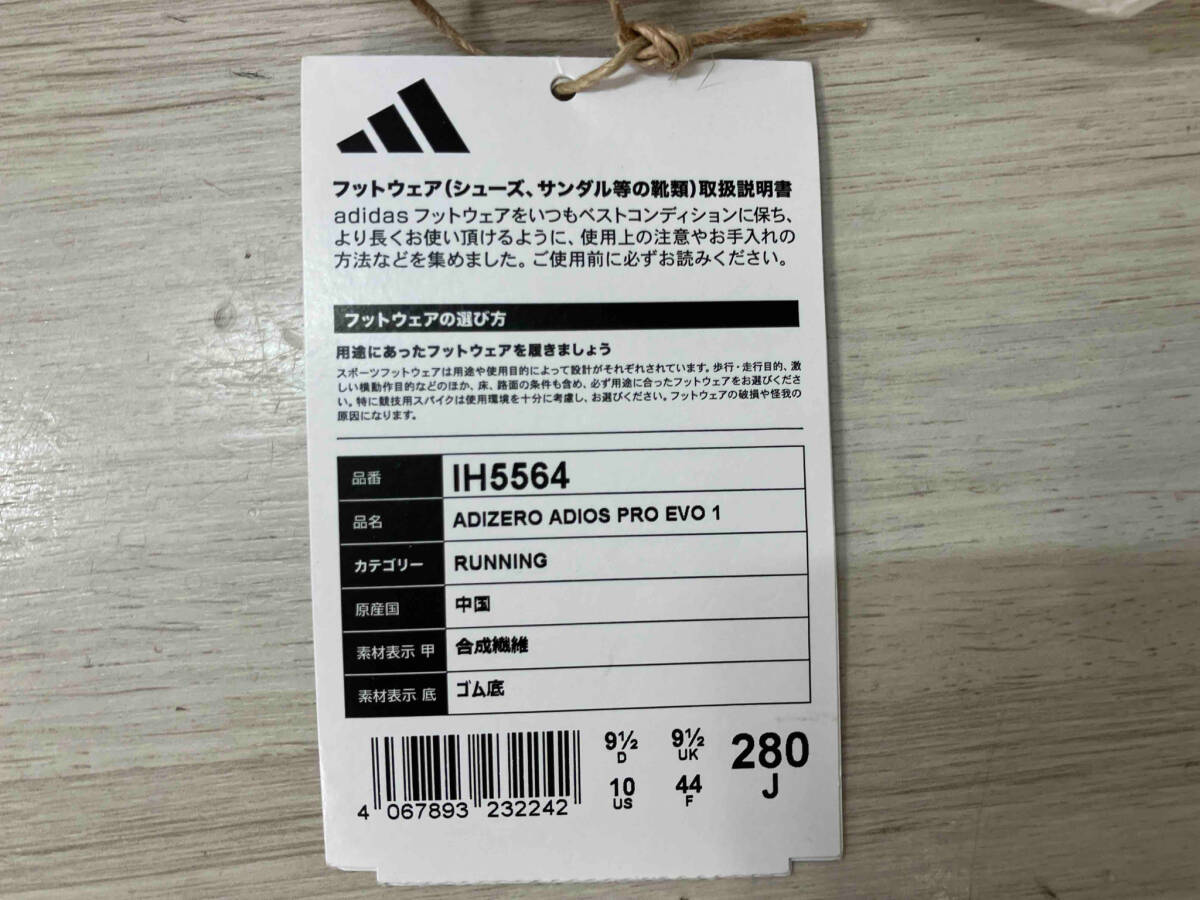 フットウェア(シューズ、サンダル等の靴類)取扱説明書
adidas フットウェアをいつもベストコンディションに保ち、
より長くお使い頂けるように、使用上の注意やお手入れの
方法などを集めました。ご使用前に必ずお読みください。
フットウェアの選び方
用途にあったフットウェアを履きましょう
スポーツフットウェアは用途や使用目的によって設計がそれぞれされています。歩行・走行目的、激
しい横動作目的などのほか、床、路面の条件も含め、必ず用途に合ったフットウェアをお選びくださ
い。特に競技用スパイクは使用環境を十分に考慮し、お選びください。フットウェアの破損や怪我の
原因になります。
品番 IH5564
品名 ADIZERO ADIOS PRO EVO 1
カテゴリー RUNNING
原産国 中国
素材表示 甲 合成繊維
素材表示 底 ゴム底
9½ 9½ 280
D UK J
10 44
US F
4 067893 232242